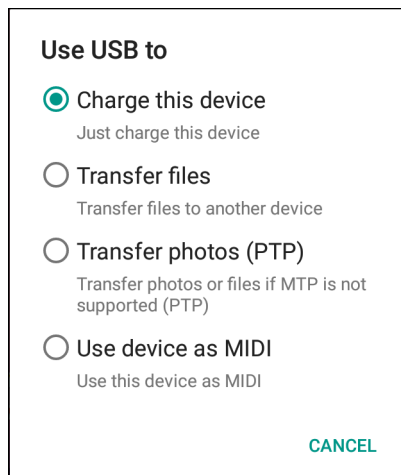 Use USB to
Charge this device
Just charge this device
Transfer files
Transfer files to another device
Transfer photos (PTP)
Transfer photos or files if MTP is not
supported (PTP)
Use device as MIDI
Use this device as MIDI
CANCEL